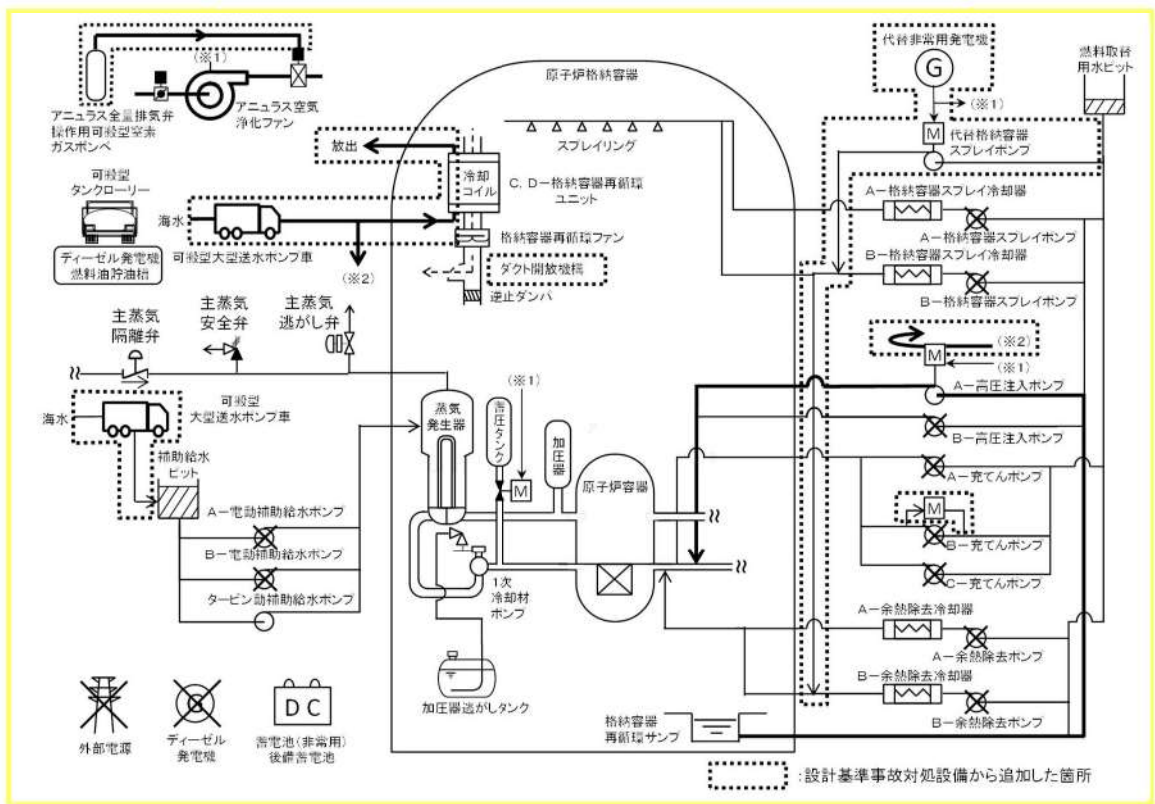 (※1)
アニュラス空気
浄化ファン
アニュラス全量排気弁
操作用可搬型窒素
ガスボンベ
可搬型
タンクローリー
ディーゼル発電機
燃料油貯油槽
放出
海水
可搬型大型送水ポンプ車
(※2)
原子炉格納容器
スプレイリング
冷却
コイル
C, D-格納容器再循環
ユニット
格納容器再循環ファン
ダクト開放機構
逆止ダンパ
代替非常用発電機
G
(※1)
M
代替格納容器
スプレイポンプ
燃料取替
用水ピット
A-格納容器スプレイ冷却器
A-格納容器スプレイポンプ
B-格納容器スプレイ冷却器
B-格納容器スプレイポンプ
主蒸気
隔離弁
主蒸気
安全弁
主蒸気
逃がし弁
海水
可搬型
大型送水ポンプ車
補助給水
ピット
A-電動補助給水ポンプ
B-電動補助給水ポンプ
タービン動補助給水ポンプ
蒸気
発生器
(※1)
蓄圧タンク
M
加圧器
原子炉容器
1次
冷却材
ポンプ
加圧器逃がしタンク
(※2)
M
(※1)
A-高圧注入ポンプ
B-高圧注入ポンプ
A-充てんポンプ
M
B-充てんポンプ
C-充てんポンプ
A-余熱除去冷却器
A-余熱除去ポンプ
B-余熱除去冷却器
B-余熱除去ポンプ
格納容器
再循環サンプ
外部電源
G
ディーゼル
発電機
DC
蓄電池(非常用)
後備蓄電池
:設計基準事故対処設備から追加した箇所